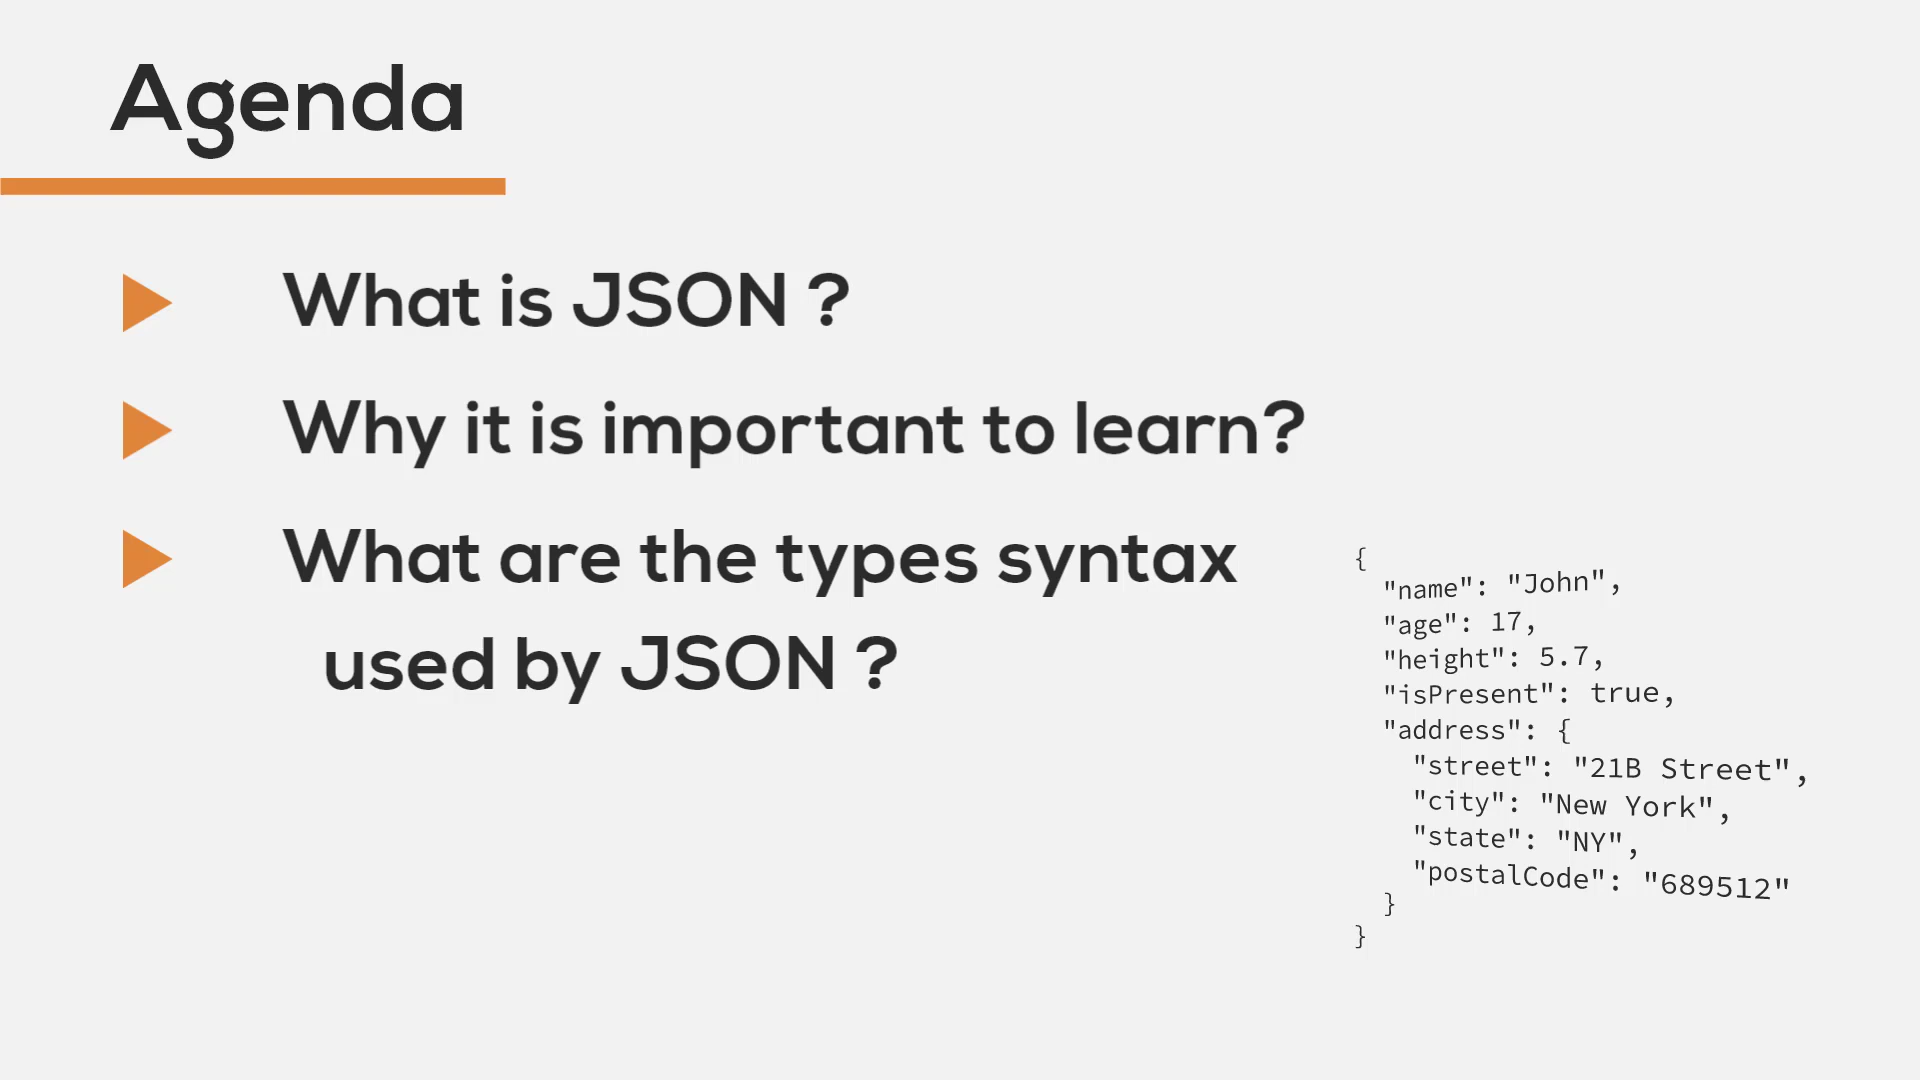 Agenda
What is JSON ?
Why it is important to learn?
What are the types syntax
used by JSON ?
{
"name": "John",
"age": 17,
"height": 5.7,
"isPresent": true,
"address": {
"street": "21B Street",
"city": "New York",
"state": "NY",
"postalCode": "689512"
}
}